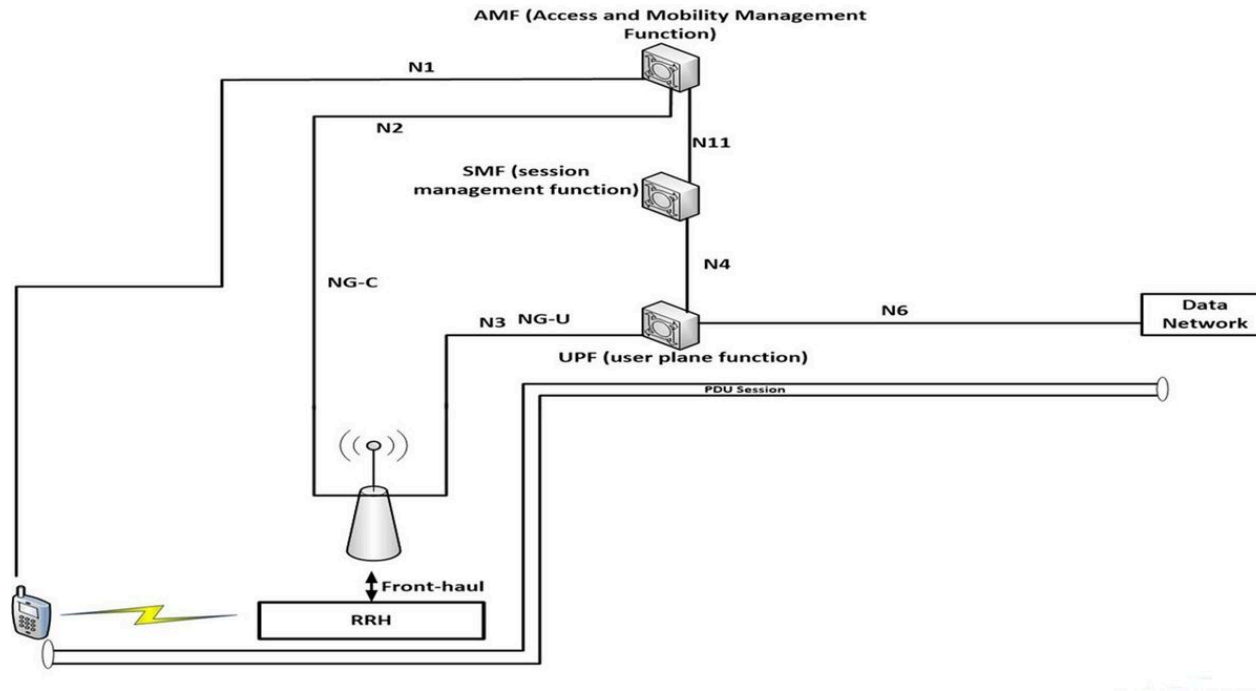 AMF (Access and Mobility Management
Function)
N1
N2
N11
SMF (session
management function)
N4
NG-C
N3 NG-U
N6
Data
Network
UPF (user plane function)
PDU Session
Front-haul
RRH